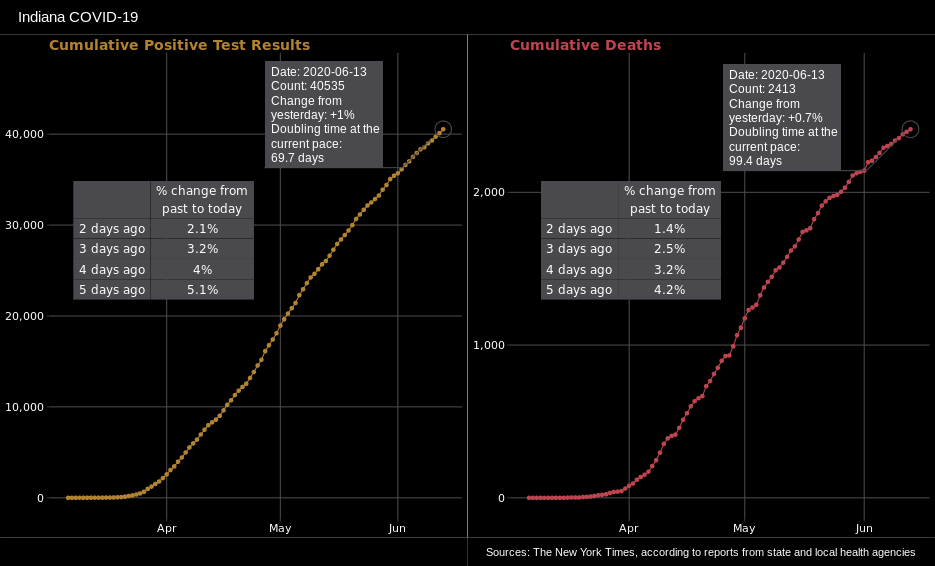 Indiana COVID-19
Cumulative Positive Test Results
Date: 2020-06-13
Count: 40535
Change from
yesterday: +1%
Doubling time at the
current pace:
69.7 days
40,000
30,000
20,000
10,000
0
% change from
past to today
2 days ago 2.1%
3 days ago 3.2%
4 days ago 4%
5 days ago 5.1%
Apr May Jun
Cumulative Deaths
Date: 2020-06-13
Count: 2413
Change from
yesterday: +0.7%
Doubling time at the
current pace:
99.4 days
2,000
1,000
0
% change from
past to today
2 days ago 1.4%
3 days ago 2.5%
4 days ago 3.2%
5 days ago 4.2%
Apr May Jun
Sources: The New York Times, according to reports from state and local health agencies